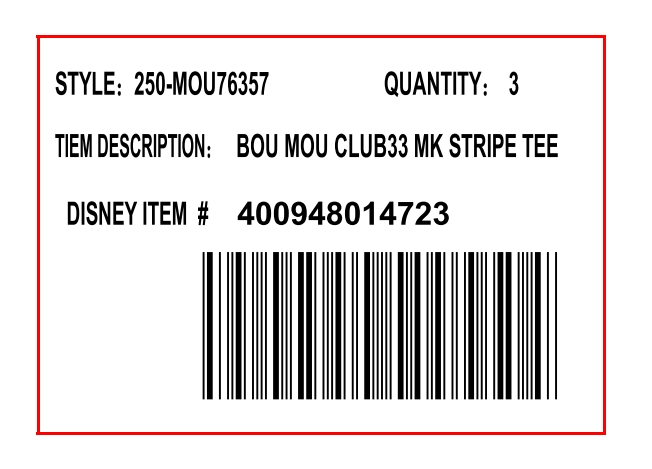 STYLE: 250-MOU76357 QUANTITY: 3
TIEM DESCRIPTION: BOU MOU CLUB33 MK STRIPE TEE
DISNEY ITEM # 400948014723